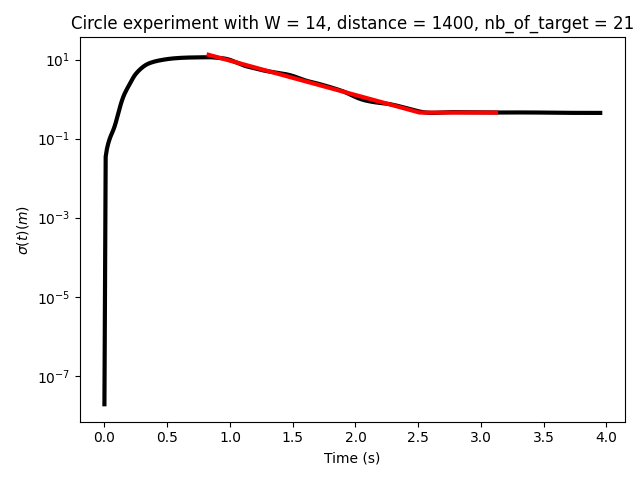 Circle experiment with W = 14, distance = 1400, nb_of_target = 21
10¹
10⁻¹
10⁻³
10⁻⁵
10⁻⁷
σ(t)(m)
0.0 0.5 1.0 1.5 2.0 2.5 3.0 3.5 4.0
Time (s)